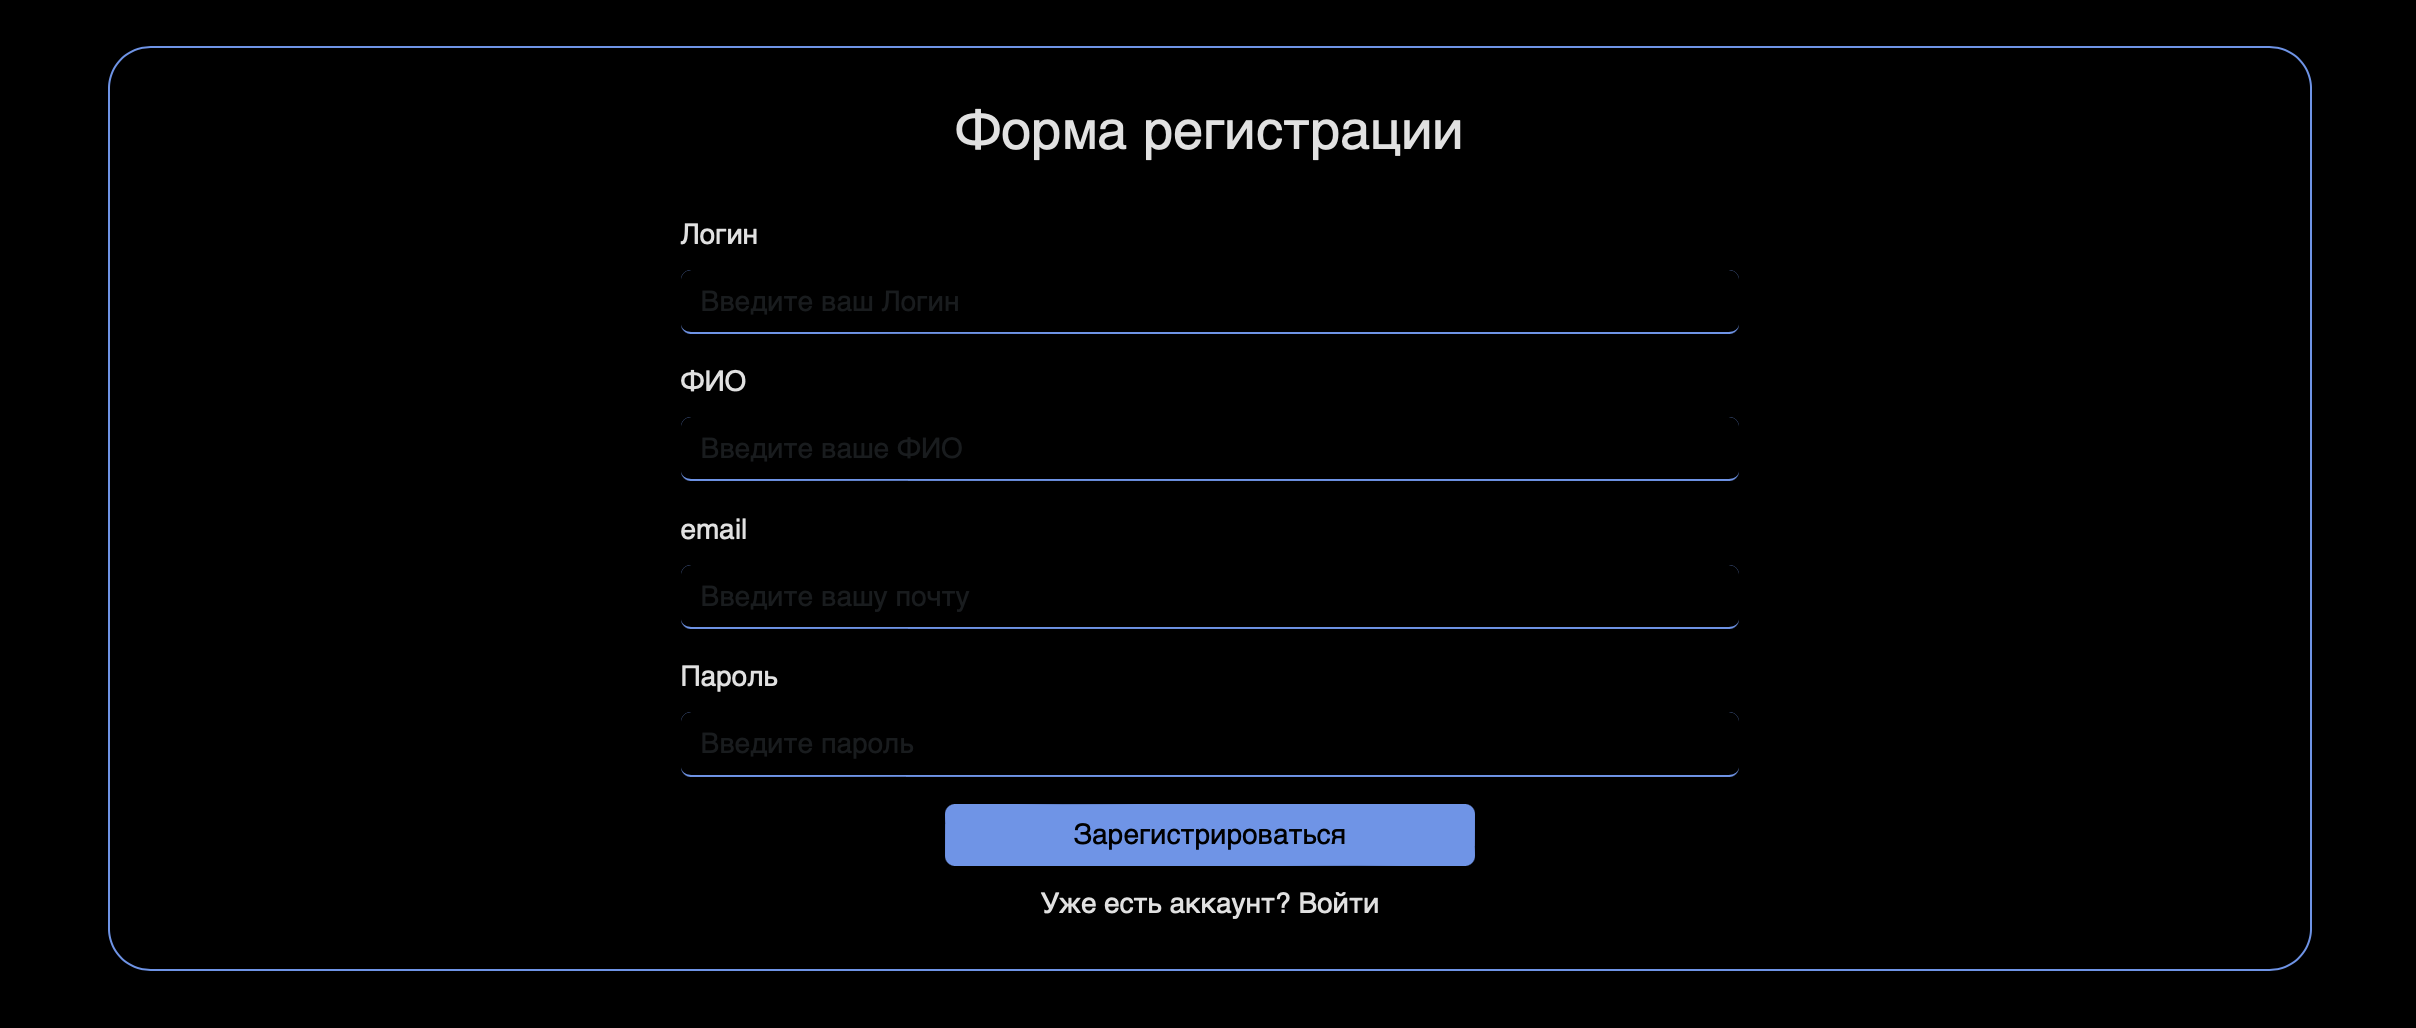 Форма регистрации
Логин
Введите ваш Логин
ФИО
Введите ваше ФИО
email
Введите вашу почту
Пароль
Введите пароль
Зарегистрироваться
Уже есть аккаунт? Войти